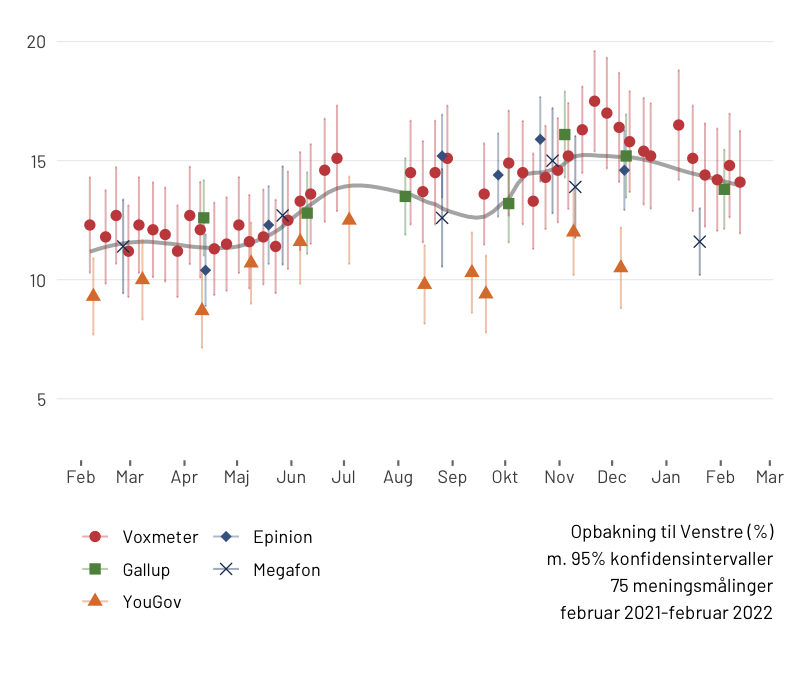 20
15
10
5
Feb Mar Apr Maj Jun Jul Aug Sep Okt Nov Dec Jan Feb Mar
Voxmeter Epinion
Gallup Megafon
YouGov
Opbakning til Venstre (%)
m. 95% konfidensintervaller
75 meningsmålinger
februar 2021-februar 2022